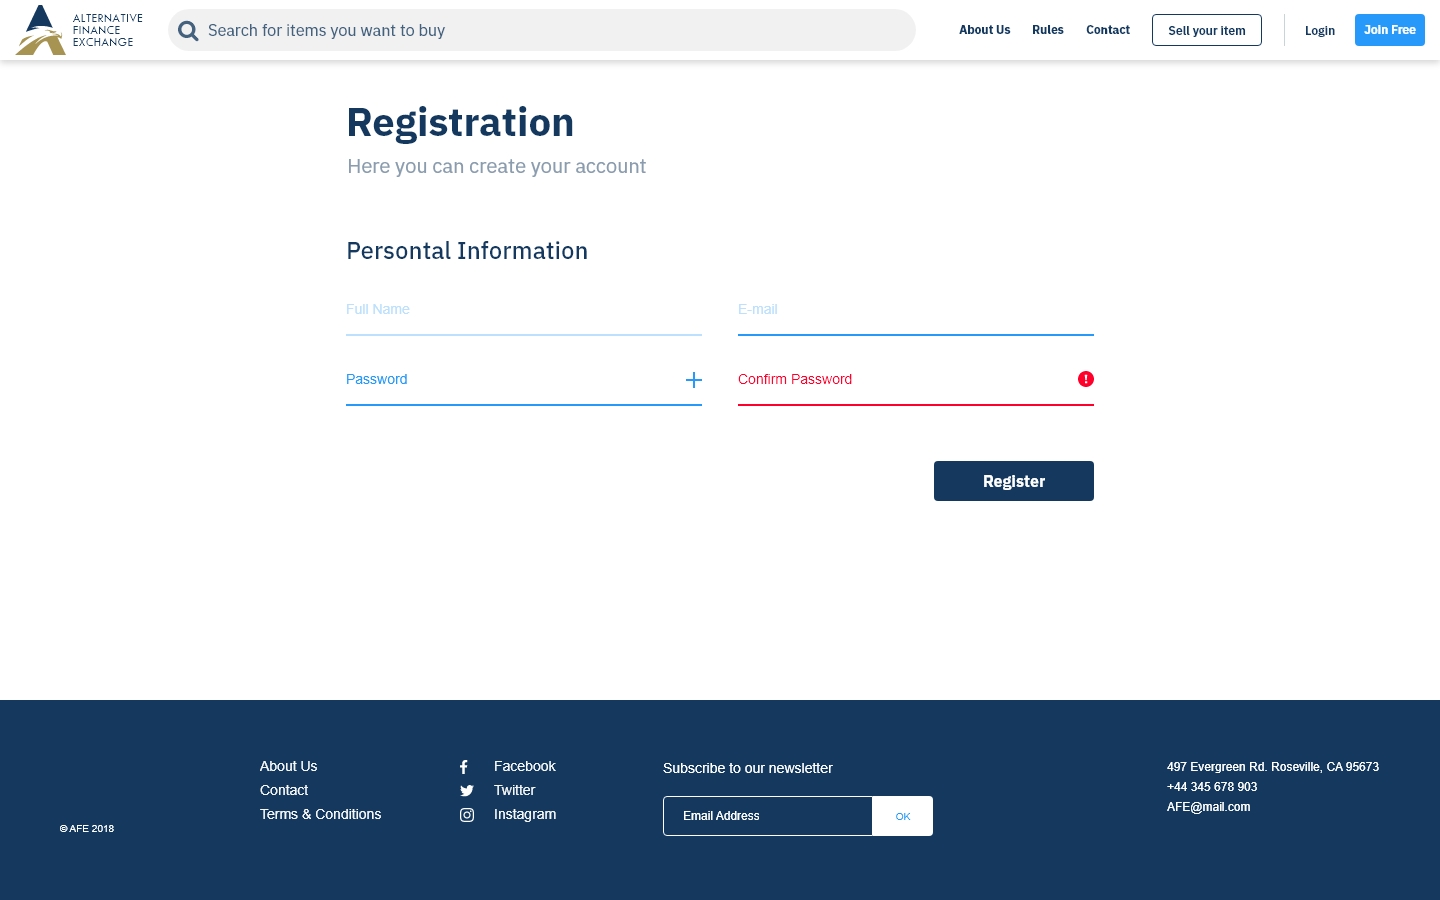 ALTERNATIVE
FINANCE
EXCHANGE
Search for items you want to buy
About Us
Rules
Contact
Sell your item
Login
Join Free
Registration
Here you can create your account
Persontal Information
Full Name
E-mail
Password
Confirm Password
Register
© AFE 2018
About Us
Contact
Terms & Conditions
Facebook
Twitter
Instagram
Subscribe to our newsletter
Email Address
OK
497 Evergreen Rd. Roseville, CA 95673
+44 345 678 903
AFE@mail.com